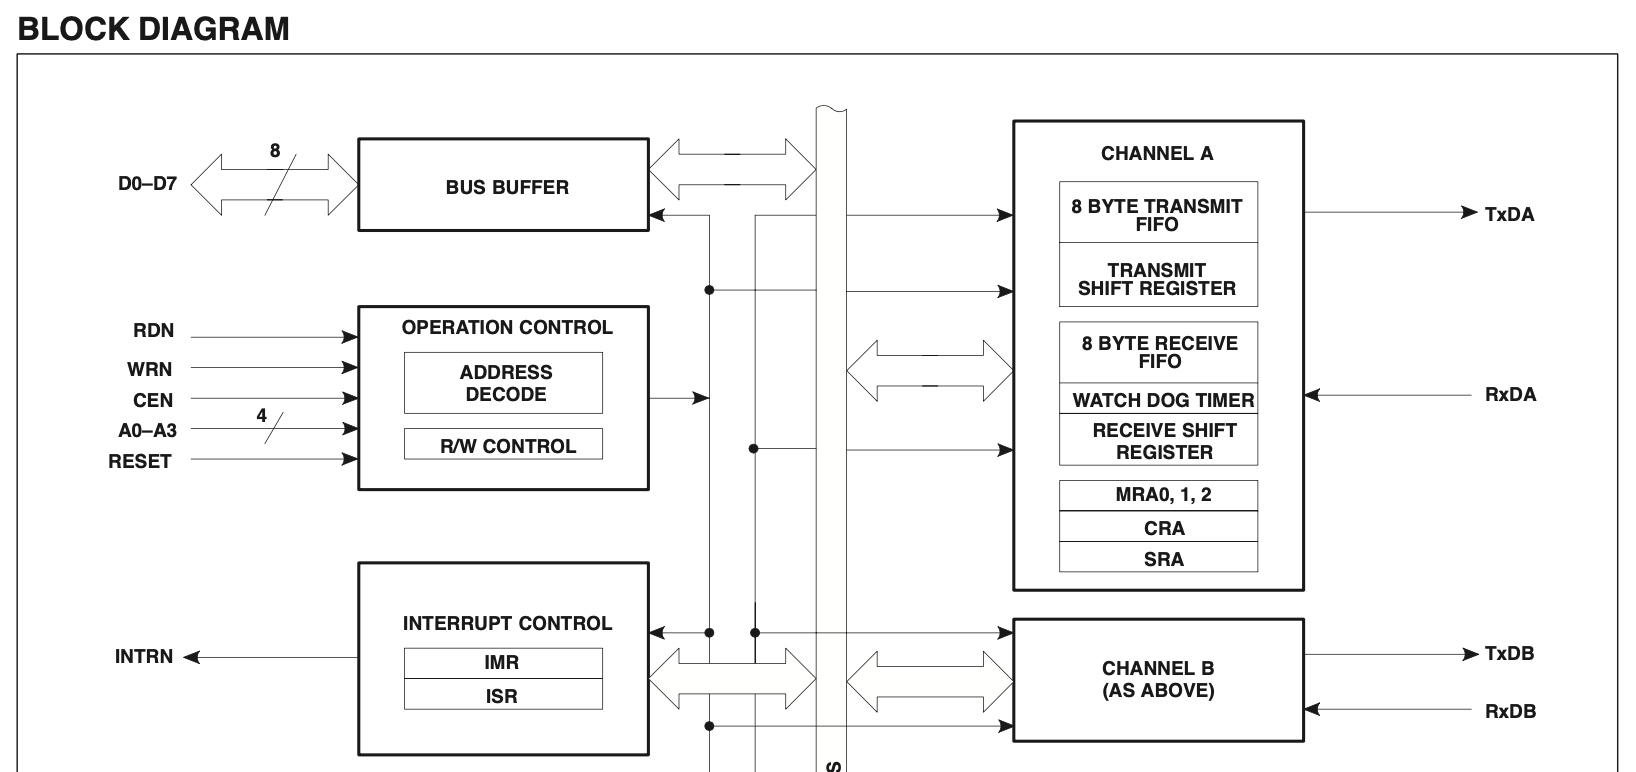 BLOCK DIAGRAM
8
D0–D7
BUS BUFFER
RDN
WRN
CEN
4
A0–A3
RESET
OPERATION CONTROL
ADDRESS
DECODE
R/W CONTROL
INTRN
INTERRUPT CONTROL
IMR
ISR
S
CHANNEL A
8 BYTE TRANSMIT
FIFO
TRANSMIT
SHIFT REGISTER
8 BYTE RECEIVE
FIFO
WATCH DOG TIMER
RECEIVE SHIFT
REGISTER
MRA0, 1, 2
CRA
SRA
TxDA
RxDA
CHANNEL B
(AS ABOVE)
TxDB
RxDB